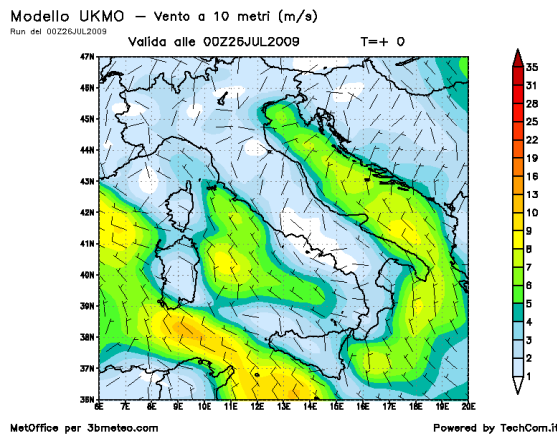 Modello UKMO – Vento a 10 metri (m/s)
Run del 00Z26JUL2009
Valida alle 00Z26JUL2009 T=+ 0
47N
46N
45N
44N
43N
42N
41N
40N
39N
38N
37N
36N
35N
6E 7E 8E 9E 10E 11E 12E 13E 14E 15E 16E 17E 18E 19E 20E
35
31
28
25
22
19
16
13
10
9
8
7
6
5
4
3
2
1
MetOffice per 3bmeteo.com Powered by TechCom.it